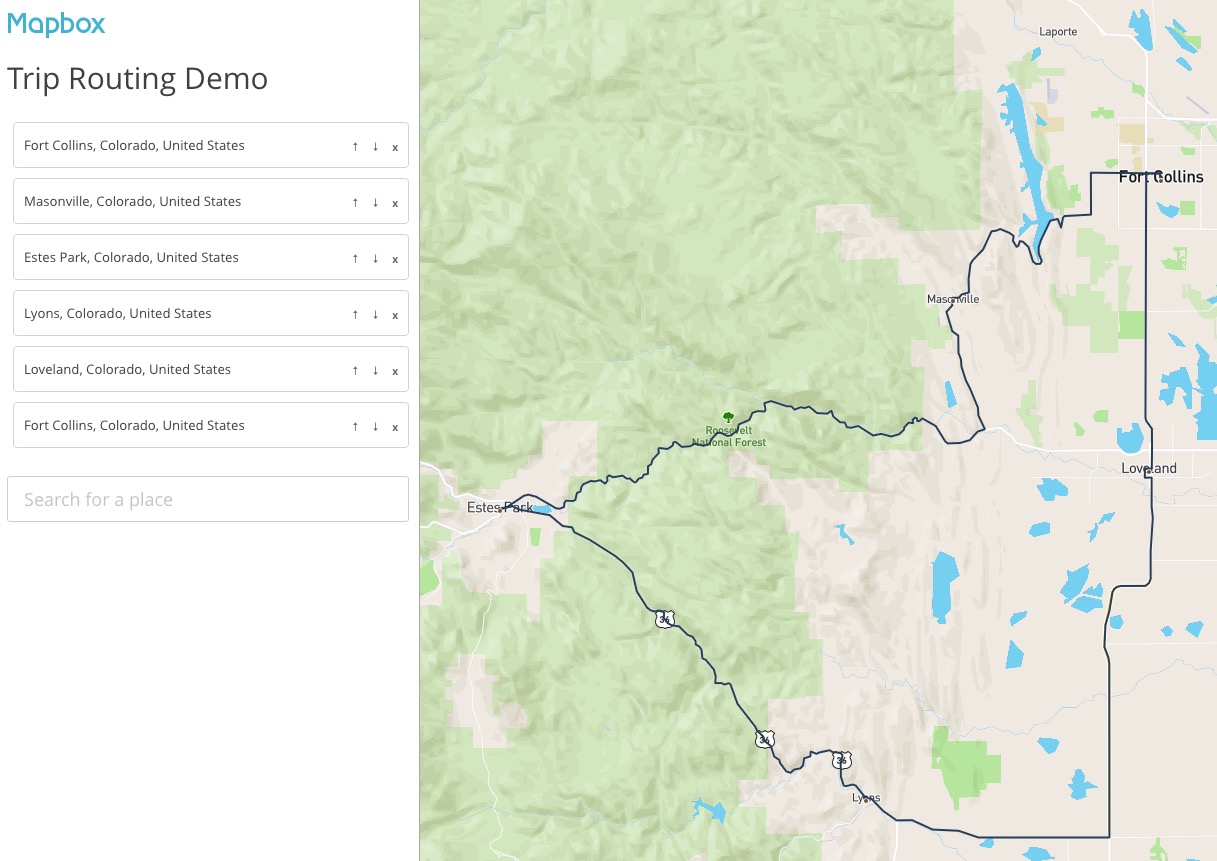 Mapbox
Trip Routing Demo
Fort Collins, Colorado, United States ↑ ↓ x
Masonville, Colorado, United States ↑ ↓ x
Estes Park, Colorado, United States ↑ ↓ x
Lyons, Colorado, United States ↑ ↓ x
Loveland, Colorado, United States ↑ ↓ x
Fort Collins, Colorado, United States ↑ ↓ x
Search for a place
Laporte
Fort Collins
Masonville
Roosevelt
National Forest
Loveland
Estes Park
36
36
36
Lyons